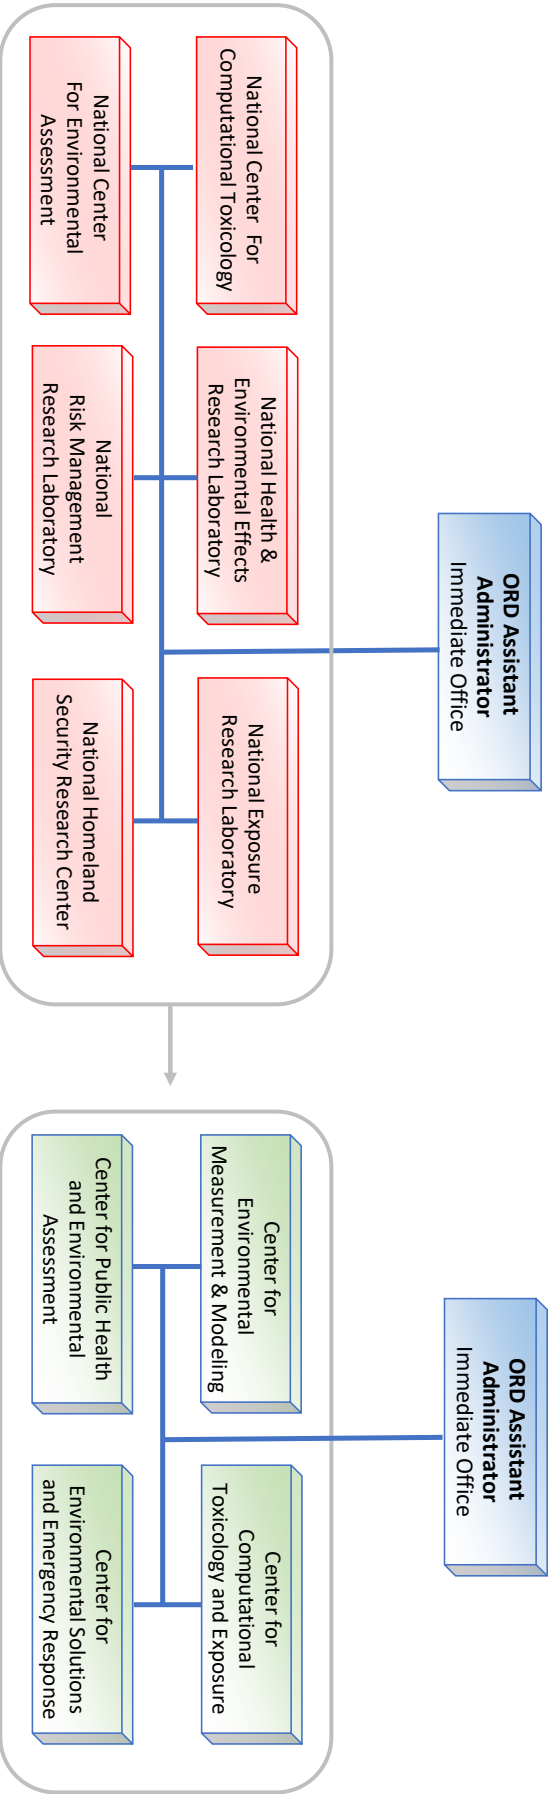 ORD Assistant
Administrator
Immediate Office
National Center For
Computational Toxicology
National Health &
Environmental Effects
Research Laboratory
National Exposure
Research Laboratory
National Center
For Environmental
Assessment
National
Risk Management
Research Laboratory
National Homeland
Security Research Center
ORD Assistant
Administrator
Immediate Office
Center for
Environmental
Measurement & Modeling
Center for
Computational
Toxicology and Exposure
Center for Public Health
and Environmental
Assessment
Center for
Environmental Solutions
and Emergency Response